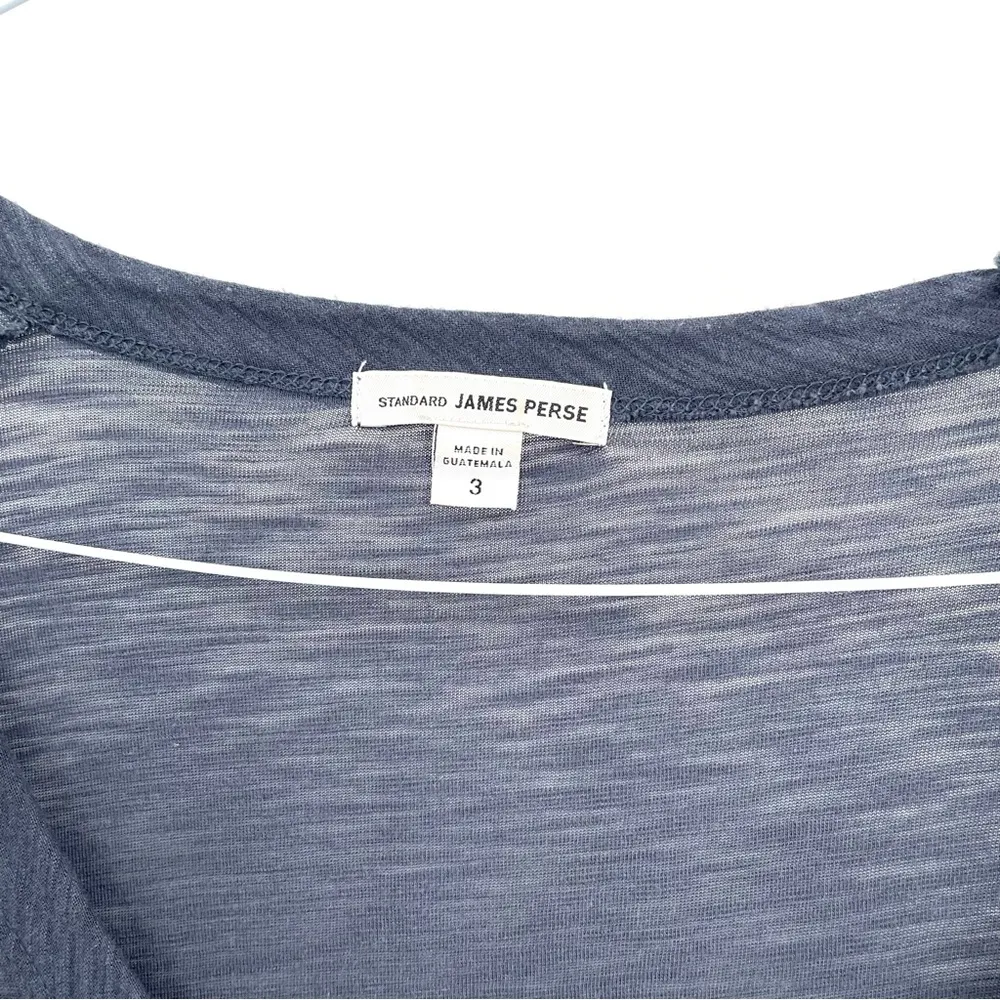 STANDARD JAMES PERSE
MADE IN
GUATEMALA
3